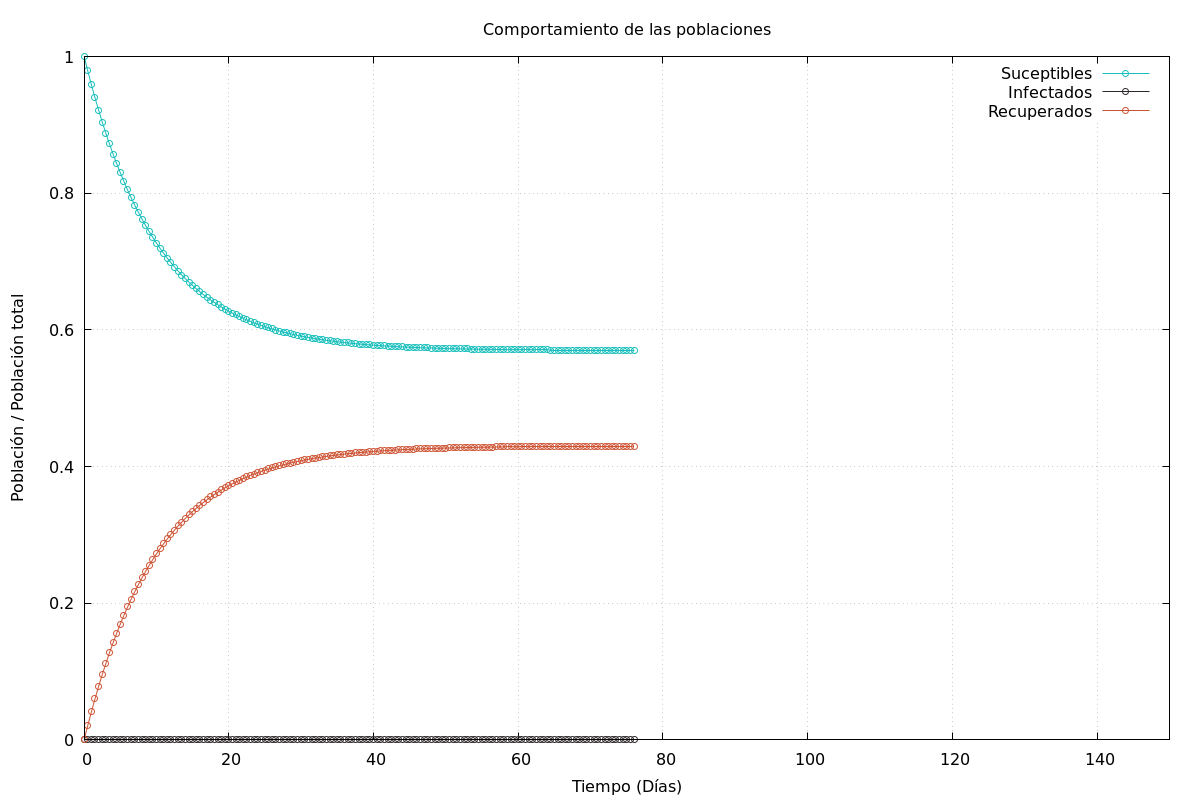 Comportamiento de las poblaciones
Suceptibles
Infectados
Recuperados
Población / Población total
1
0.8
0.6
0.4
0.2
0
0 20 40 60 80 100 120 140
Tiempo (Días)